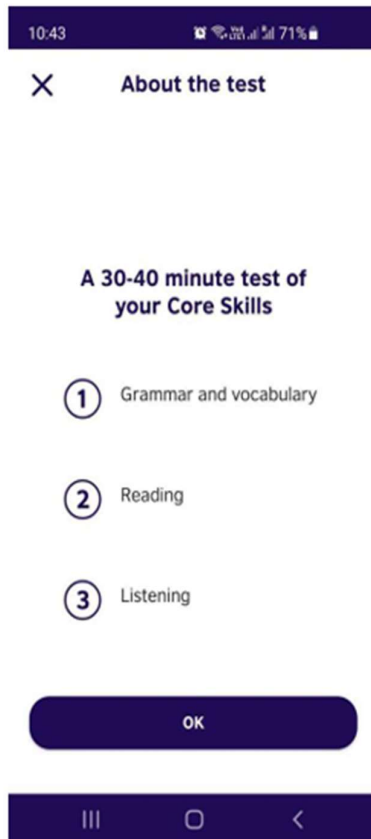 10:43 71%
About the test
A 30-40 minute test of
your Core Skills
1 Grammar and vocabulary
2 Reading
3 Listening
OK